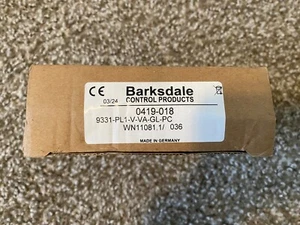 CE Barksdale
03/24 CONTROL PRODUCTS
0419-018
9331-PL1-V-VA-GL-PC
WN11081.1/ 036
MADE IN GERMANY